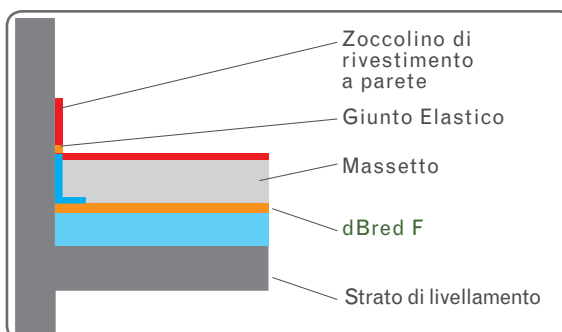 Zoccolino di
rivestimento
a parete
Giunto Elastico
Massetto
dBred F
Strato di livellamento